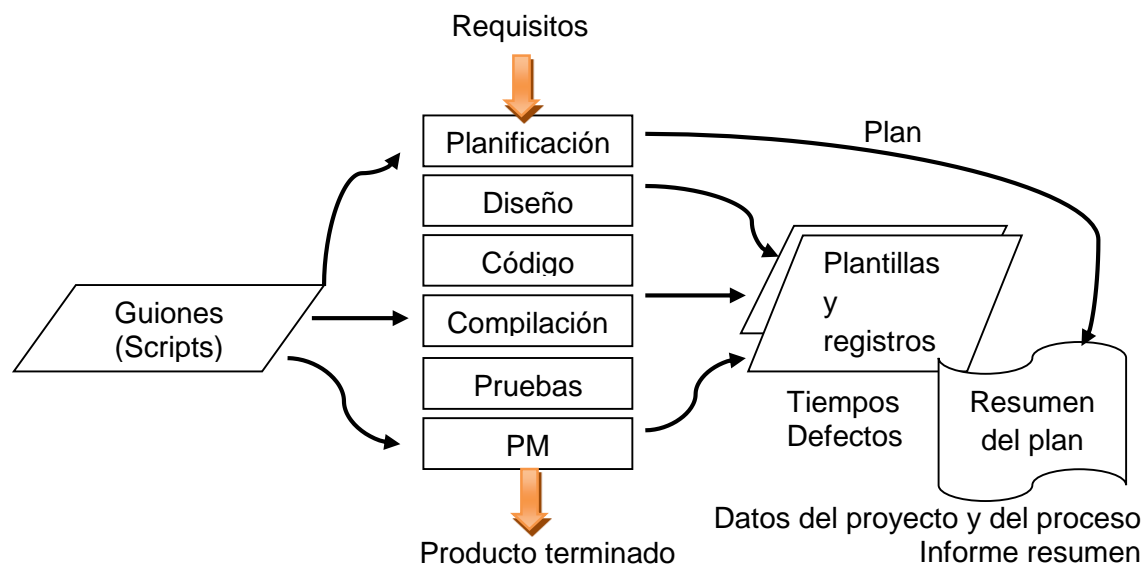 Requisitos
Planificación
Plan
Diseño
Código
Compilación
Pruebas
PM
Guiones
(Scripts)
Plantillas
y
registros
Tiempos
Defectos
Resumen
del plan
Datos del proyecto y del proceso
Informe resumen
Producto terminado